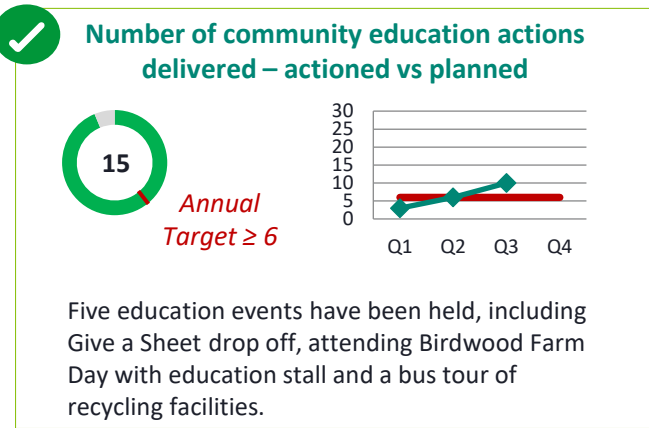 Number of community education actions
delivered – actioned vs planned
15
Annual
Target ≥ 6
30
25
20
15
10
5
0
Q1 Q2 Q3 Q4
Five education events have been held, including
Give a Sheet drop off, attending Birdwood Farm
Day with education stall and a bus tour of
recycling facilities.